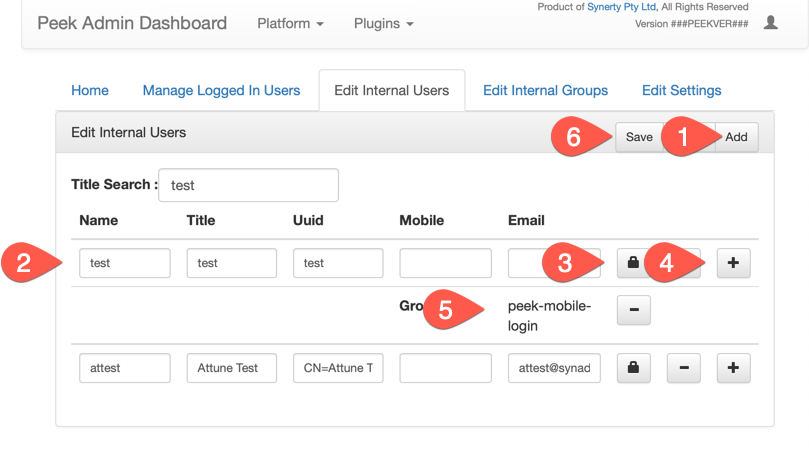 Product of Synerty Pty Ltd, All Rights Reserved
Peek Admin Dashboard Platform Plugins Version ###PEEKVER###
Home Manage Logged In Users Edit Internal Users Edit Internal Groups Edit Settings
Edit Internal Users 6 Save 1 Add
Title Search : test
Name Title Uuid Mobile Email
2 test test test 3 4 +
Gro 5 peek-mobile-
login −
attest Attune Test CN=Attune T attest@synad − +